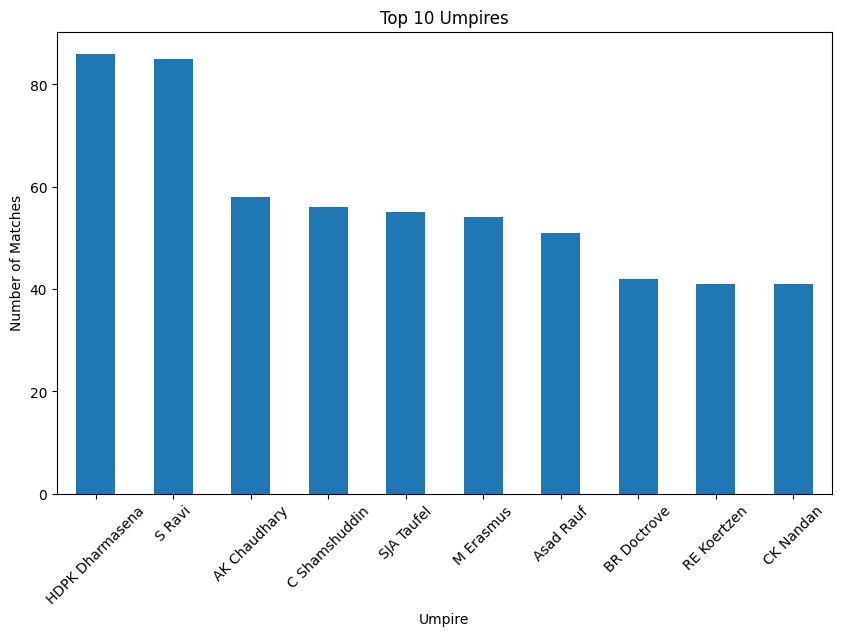 Top 10 Umpires
Number of Matches
80
60
40
20
0
HDPK Dharmasena
S Ravi
AK Chaudhary
C Shamshuddin
SJA Taufel
M Erasmus
Asad Rauf
BR Doctrove
RE Koertzen
CK Nandan
Umpire